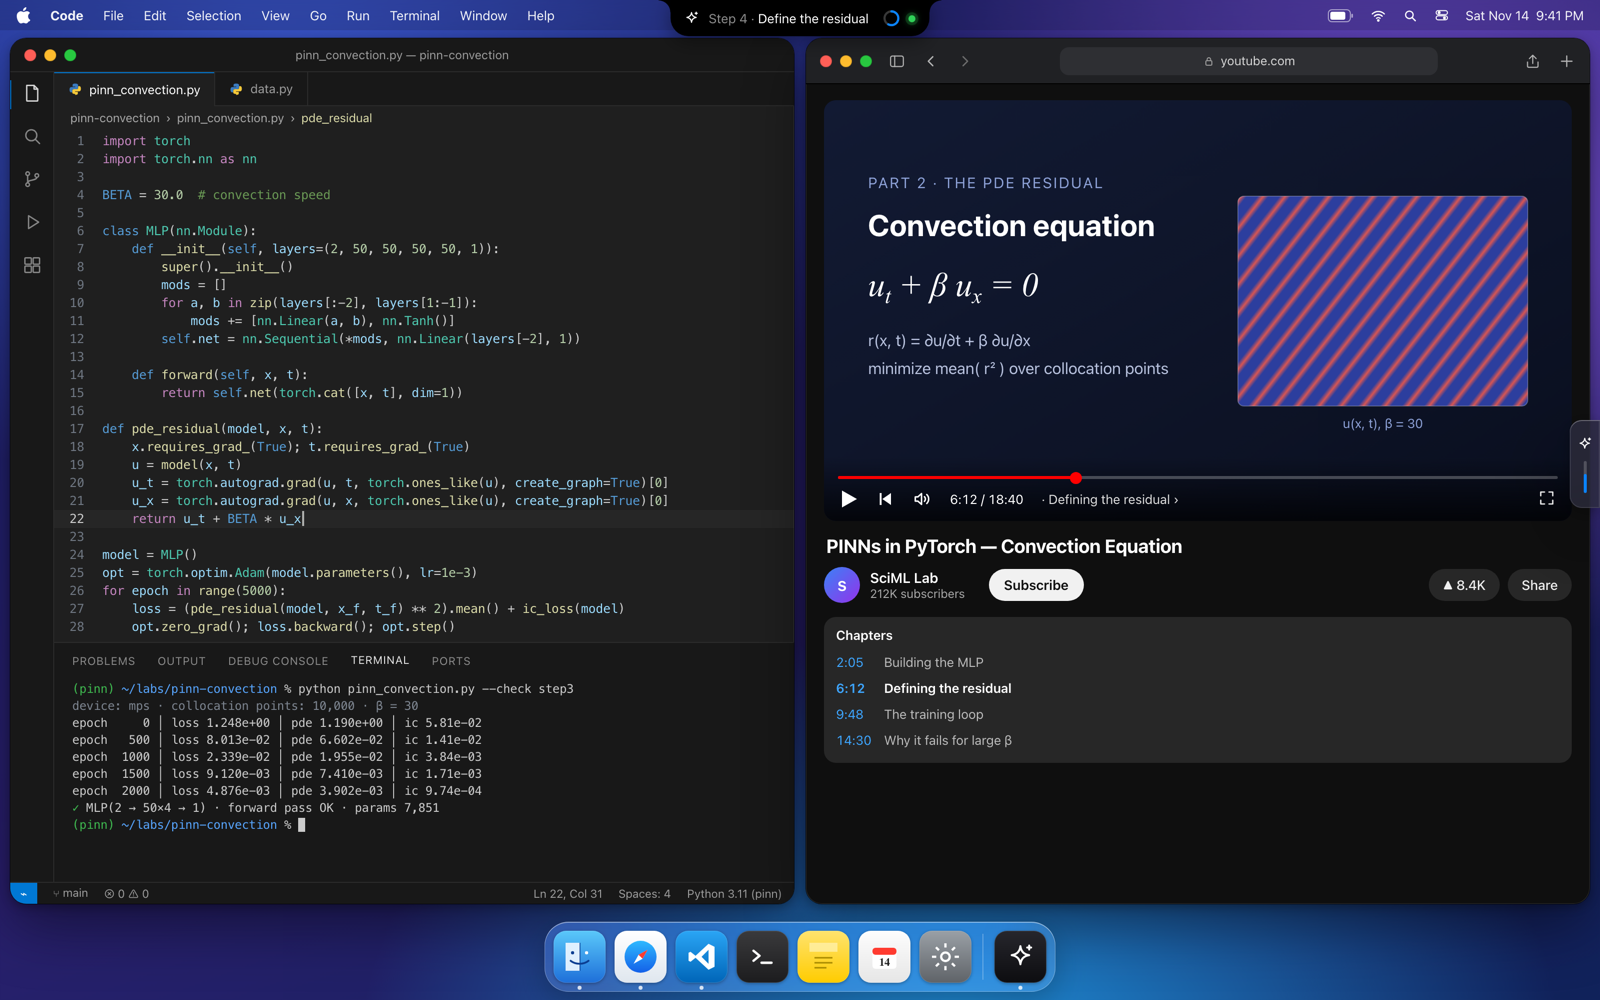 Code File Edit Selection View Go Run Terminal Window Help
Step 4 · Define the residual
Sat Nov 14 9:41 PM
pinn_convection.py — pinn-convection
pinn_convection.py data.py
pinn-convection › pinn_convection.py › pde_residual
1 import torch
2 import torch.nn as nn
3
4 BETA = 30.0  # convection speed
5
6 class MLP(nn.Module):
7     def __init__(self, layers=(2, 50, 50, 50, 50, 1)):
8         super().__init__()
9         mods = []
10         for a, b in zip(layers[:-2], layers[1:-1]):
11             mods += [nn.Linear(a, b), nn.Tanh()]
12         self.net = nn.Sequential(*mods, nn.Linear(layers[-2], 1))
13
14     def forward(self, x, t):
15         return self.net(torch.cat([x, t], dim=1))
16
17 def pde_residual(model, x, t):
18     x.requires_grad_(True); t.requires_grad_(True)
19     u = model(x, t)
20     u_t = torch.autograd.grad(u, t, torch.ones_like(u), create_graph=True)[0]
21     u_x = torch.autograd.grad(u, x, torch.ones_like(u), create_graph=True)[0]
22     return u_t + BETA * u_x
23
24 model = MLP()
25 opt = torch.optim.Adam(model.parameters(), lr=1e-3)
26 for epoch in range(5000):
27     loss = (pde_residual(model, x_f, t_f) ** 2).mean() + ic_loss(model)
28     opt.zero_grad(); loss.backward(); opt.step()
PROBLEMS OUTPUT DEBUG CONSOLE TERMINAL PORTS
(pinn) ~/labs/pinn-convection % python pinn_convection.py --check step3
device: mps · collocation points: 10,000 · β = 30
epoch     0 │ loss 1.248e+00 │ pde 1.190e+00 │ ic 5.81e-02
epoch   500 │ loss 8.013e-02 │ pde 6.602e-02 │ ic 1.41e-02
epoch  1000 │ loss 2.339e-02 │ pde 1.955e-02 │ ic 3.84e-03
epoch  1500 │ loss 9.120e-03 │ pde 7.410e-03 │ ic 1.71e-03
epoch  2000 │ loss 4.876e-03 │ pde 3.902e-03 │ ic 9.74e-04
✓ MLP(2 → 50×4 → 1) · forward pass OK · params 7,851
(pinn) ~/labs/pinn-convection %
main 0 0 Ln 22, Col 31 Spaces: 4 Python 3.11 (pinn)
youtube.com
PART 2 · THE PDE RESIDUAL
Convection equation
u_t + β u_x = 0
r(x, t) = ∂u/∂t + β ∂u/∂x
minimize mean( r² ) over collocation points
u(x, t), β = 30
6:12 / 18:40 · Defining the residual ›
PINNs in PyTorch — Convection Equation
S
SciML Lab
212K subscribers
Subscribe
▲ 8.4K
Share
Chapters
2:05 Building the MLP
6:12 Defining the residual
9:48 The training loop
14:30 Why it fails for large β
14